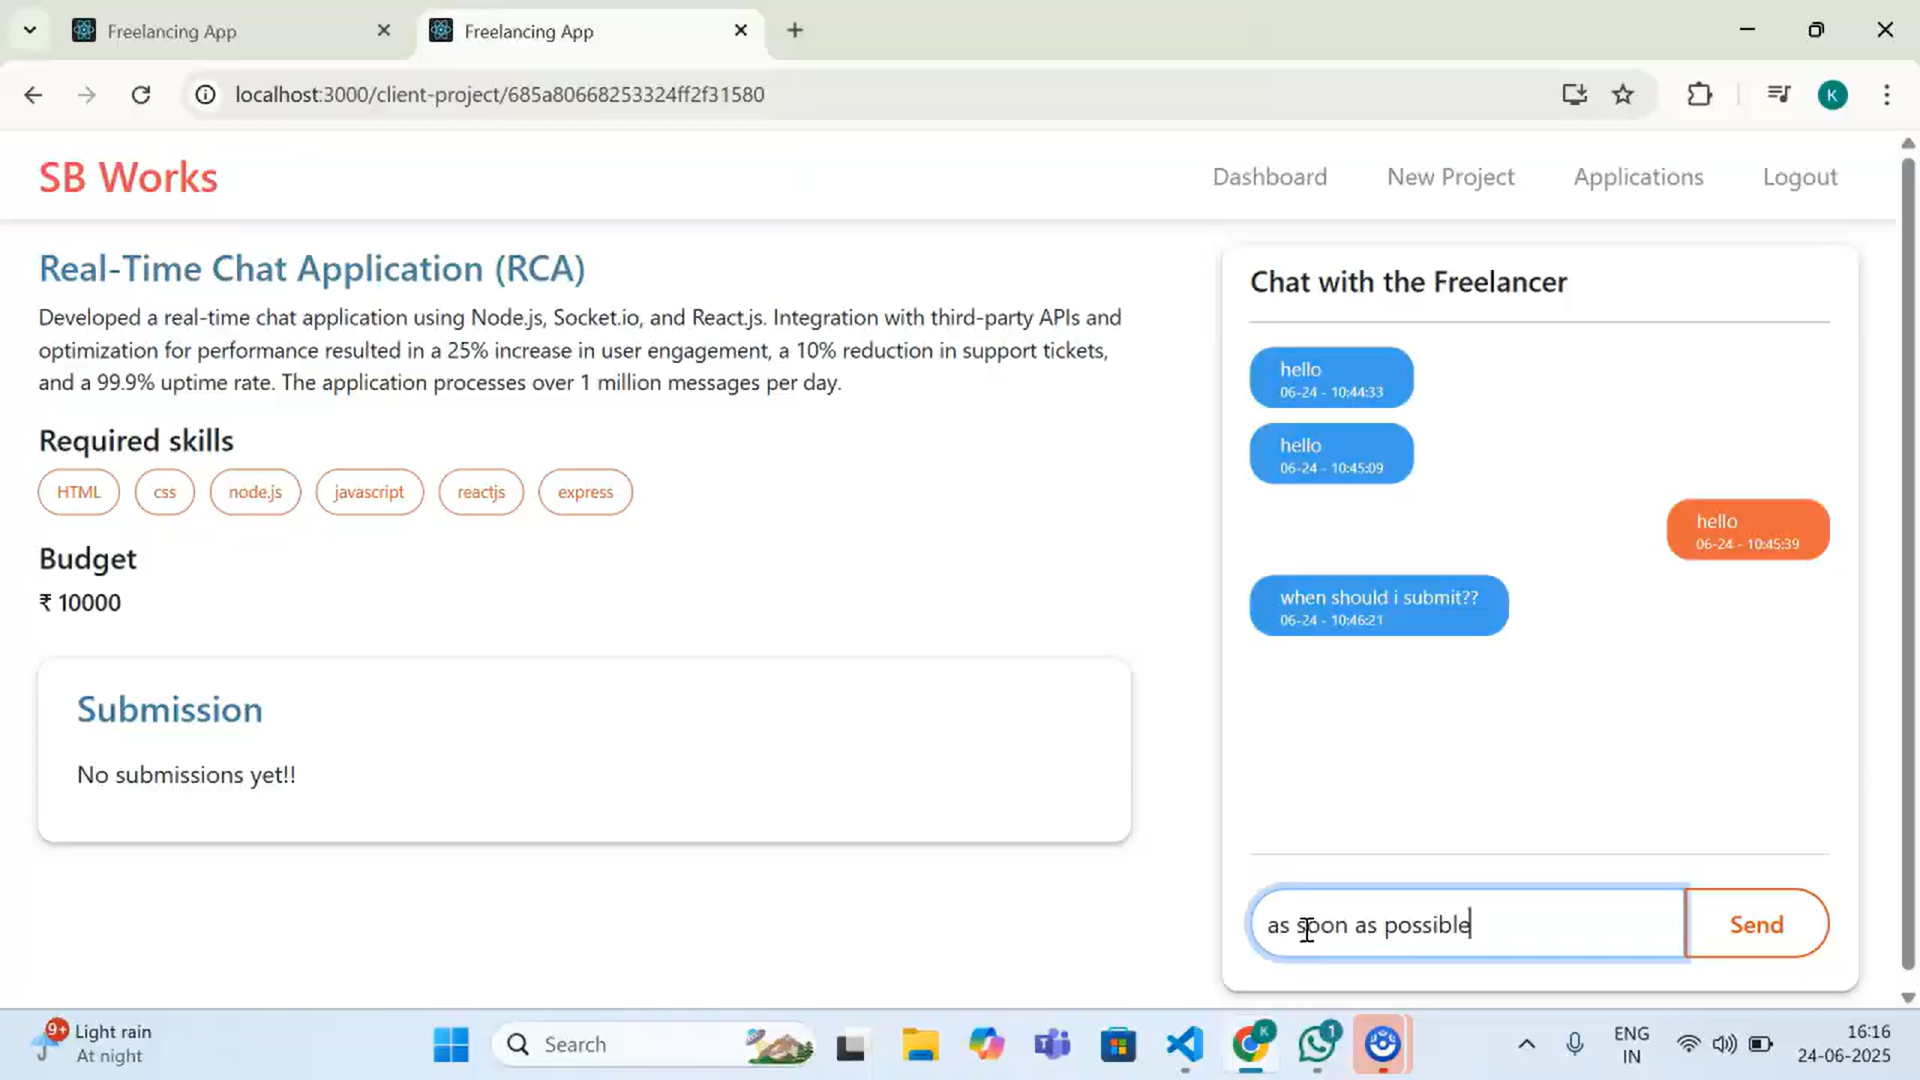 Freelancing App
Freelancing App
localhost:3000/client-project/685a80668253324ff2f31580
K
SB Works
Dashboard
New Project
Applications
Logout
Real-Time Chat Application (RCA)
Developed a real-time chat application using Node.js, Socket.io, and React.js. Integration with third-party APIs and
optimization for performance resulted in a 25% increase in user engagement, a 10% reduction in support tickets,
and a 99.9% uptime rate. The application processes over 1 million messages per day.
Required skills
HTML
css
node.js
javascript
reactjs
express
Budget
₹ 10000
Submission
No submissions yet!!
Chat with the Freelancer
hello
06-24 - 10:44:33
hello
06-24 - 10:45:09
hello
06-24 - 10:45:39
when should i submit??
06-24 - 10:46:21
as soon as possible
Send
9+
Light rain
At night
Search
K
1
ENG
IN
16:16
24-06-2025